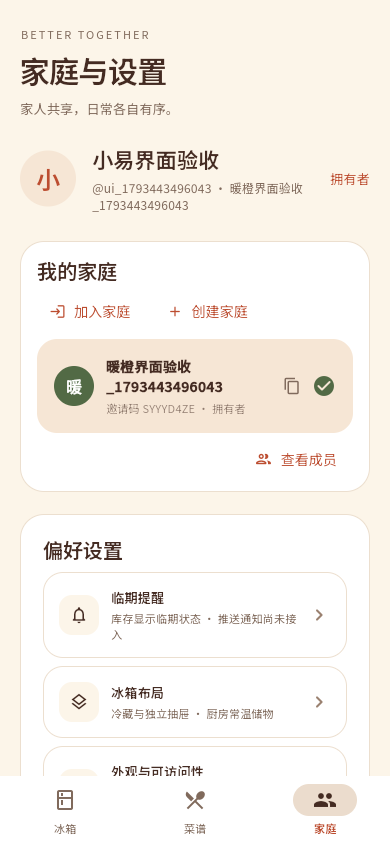 BETTER TOGETHER
家庭与设置
家人共享，日常各自有序。
小
小易界面验收
@ui_1793443496043 • 暖橙界面验收
_1793443496043
拥有者
我的家庭
加入家庭
创建家庭
暖
暖橙界面验收
_1793443496043
邀请码 SYYYD4ZE • 拥有者
查看成员
偏好设置
临期提醒
库存显示临期状态 • 推送通知尚未接
入
冰箱布局
冷藏与独立抽屉 • 厨房常温储物
外观与可访问性
冰箱
菜谱
家庭